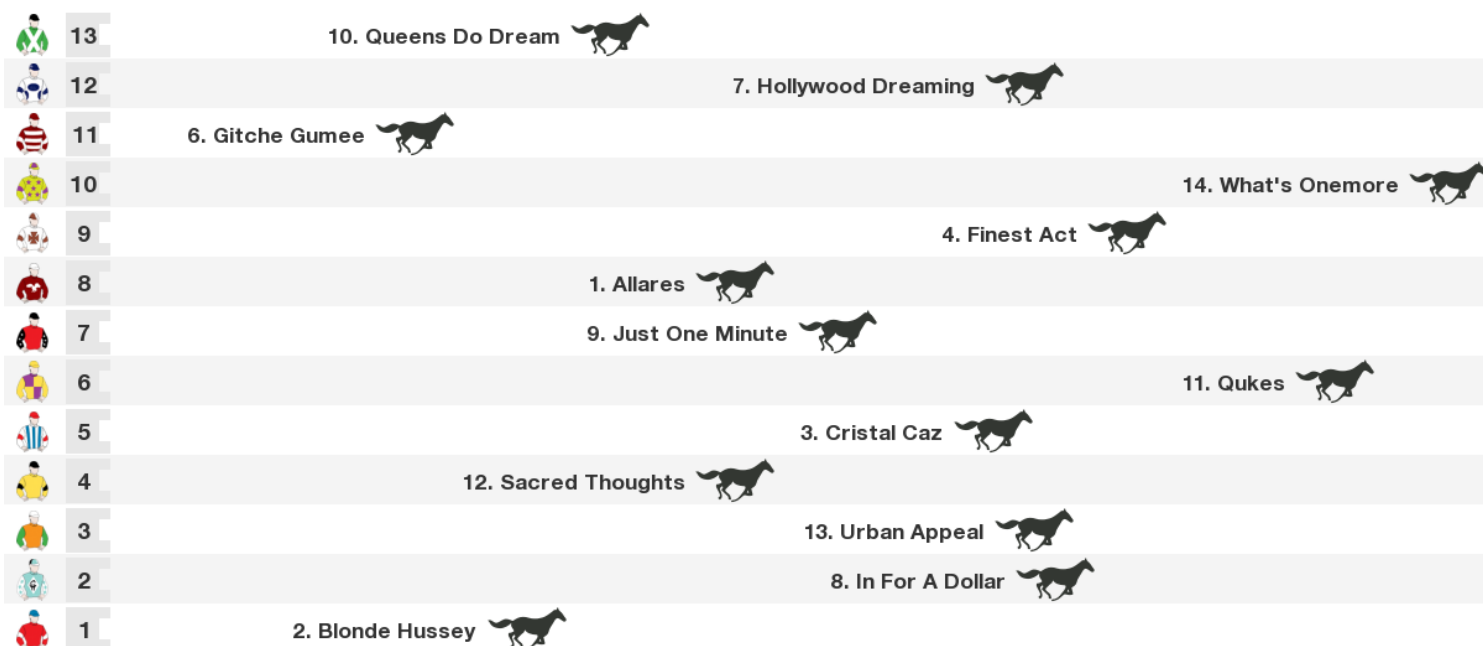 13 10. Queens Do Dream
12 7. Hollywood Dreaming
11 6. Gitche Gumee
10 14. What's Onemore
9 4. Finest Act
8 1. Allares
7 9. Just One Minute
6 11. Qukes
5 3. Cristal Caz
4 12. Sacred Thoughts
3 13. Urban Appeal
2 8. In For A Dollar
1 2. Blonde Hussey